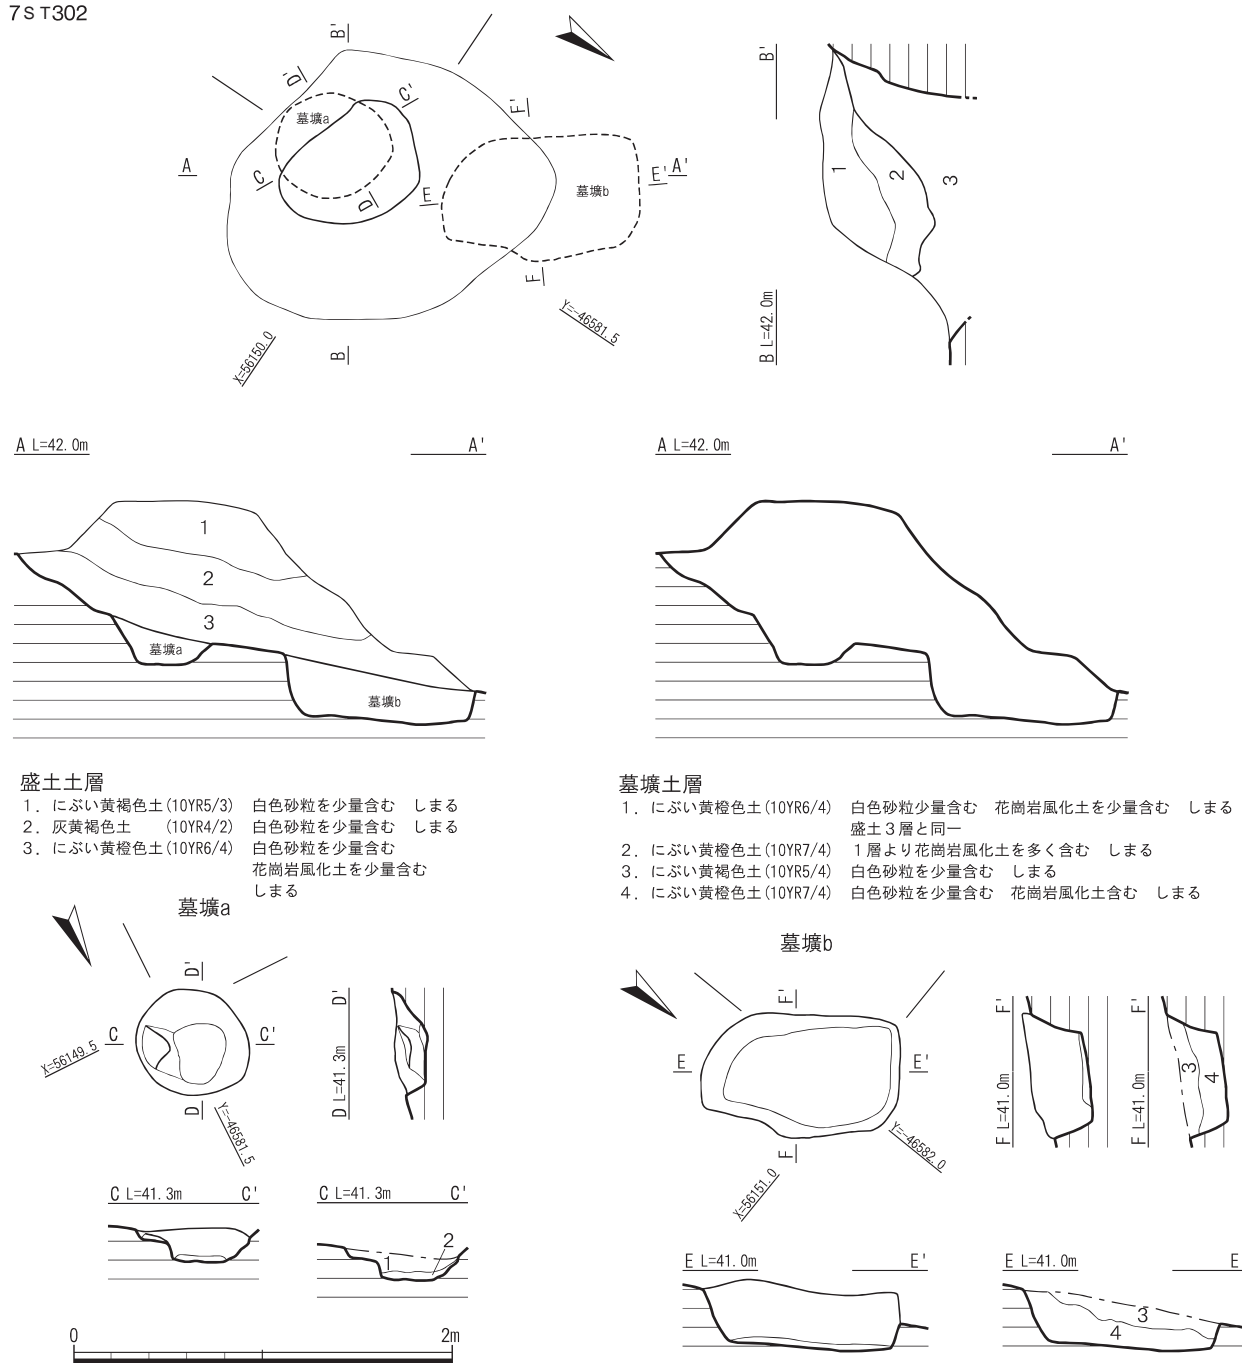 7ST302
B'
D'
C'
F'
墓壙a
A
C
D
E
E'
A'
墓壙b
F
B
X=56150.0
Y=-46581.5
B'
1
2
3
B L=42.0m
A L=42.0m
A'
A L=42.0m
A'
1
2
3
墓壙a
墓壙b
盛土土層
1. にぶい黄褐色土(10YR5/3) 白色砂粒を少量含む しまる
2. 灰黄褐色土 (10YR4/2) 白色砂粒を少量含む しまる
3. にぶい黄橙色土(10YR6/4) 白色砂粒を少量含む
花崗岩風化土を少量含む
しまる
墓壙土層
1. にぶい黄橙色土(10YR6/4) 白色砂粒少量含む 花崗岩風化土を少量含む しまる
盛土3層と同一
2. にぶい黄橙色土(10YR7/4) 1層より花崗岩風化土を多く含む しまる
3. にぶい黄褐色土(10YR5/4) 白色砂粒を少量含む しまる
4. にぶい黄橙色土(10YR7/4) 白色砂粒を少量含む 花崗岩風化土含む しまる
墓壙a
D'
C
C'
D
X=56149.5
Y=-46581.5
D'
D L=41.3m
C L=41.3m
C'
C L=41.3m
C'
1
2
0
2m
墓壙b
F'
E
E'
F
X=56151.0
Y=-46582.0
F'
F L=41.0m
F'
F L=41.0m
3
4
E L=41.0m
E'
E L=41.0m
E
3
4